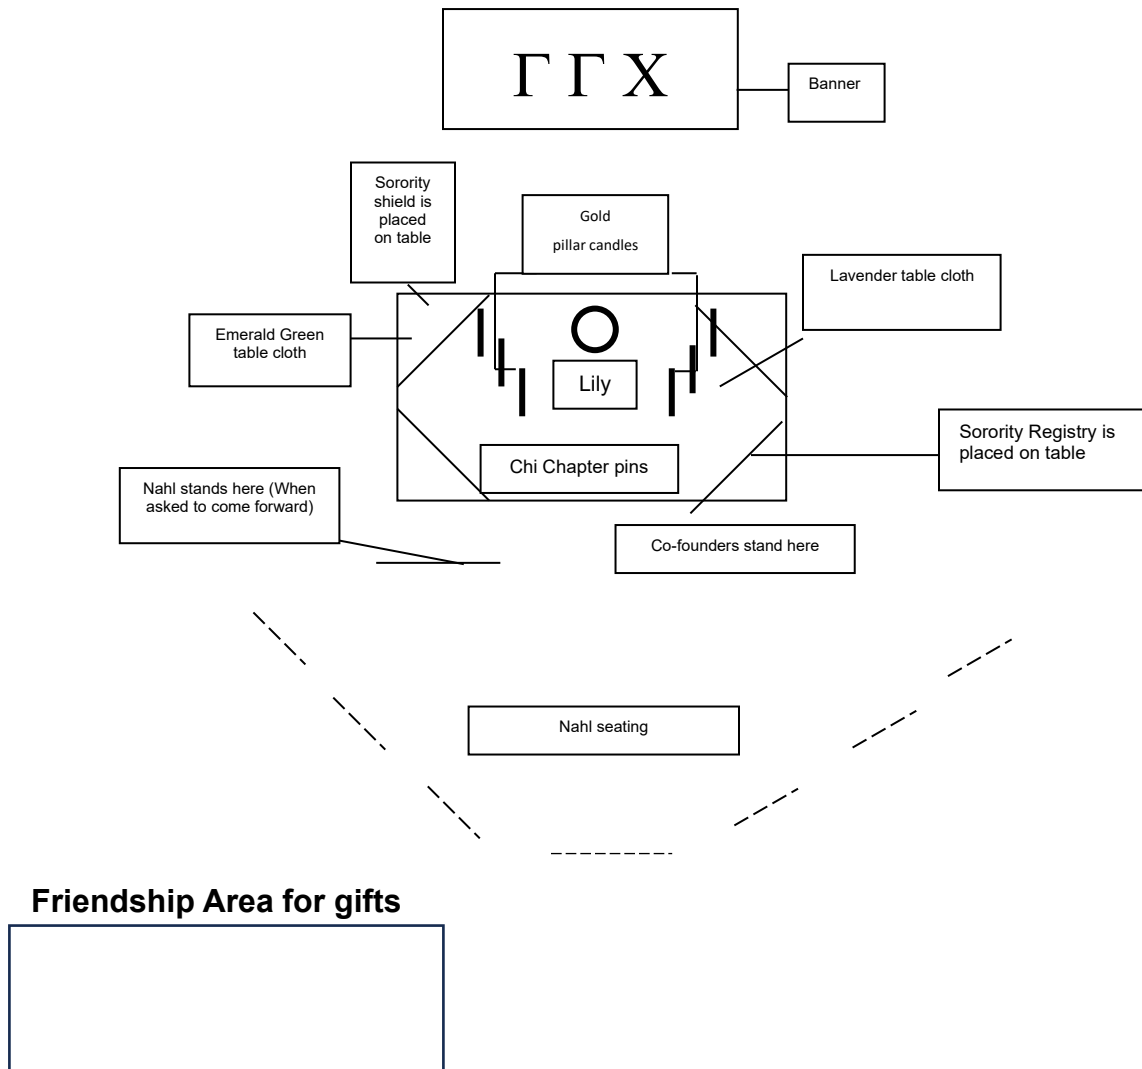 Γ Γ Χ
Banner
Sorority
shield is
placed
on table
Gold
pillar candles
Lavender table cloth
Emerald Green
table cloth
Lily
Sorority Registry is
placed on table
Chi Chapter pins
Nahl stands here (When
asked to come forward)
Co-founders stand here
Nahl seating
Friendship Area for gifts